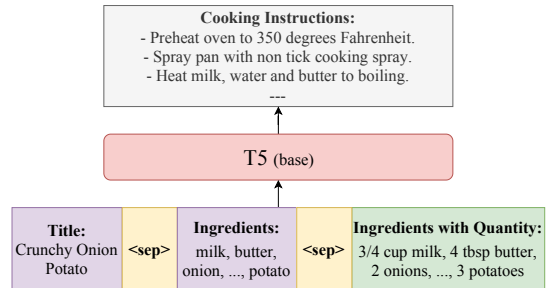 Cooking Instructions:
- Preheat oven to 350 degrees Fahrenheit.
- Spray pan with non tick cooking spray.
- Heat milk, water and butter to boiling.
---
T5 (base)
Title:
Crunchy Onion
Potato
<sep>
Ingredients:
milk, butter,
onion, ..., potato
<sep>
Ingredients with Quantity:
3/4 cup milk, 4 tbsp butter,
2 onions, ..., 3 potatoes